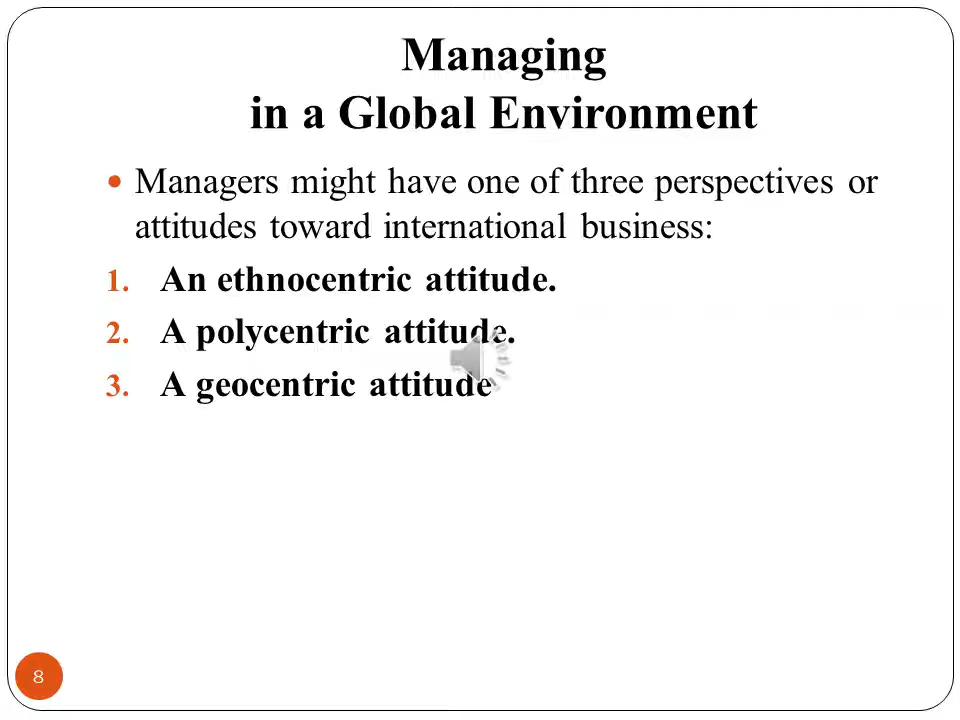 Managing
in a Global Environment
• Managers might have one of three perspectives or
attitudes toward international business:
1. An ethnocentric attitude.
2. A polycentric attitude.
3. A geocentric attitude
8